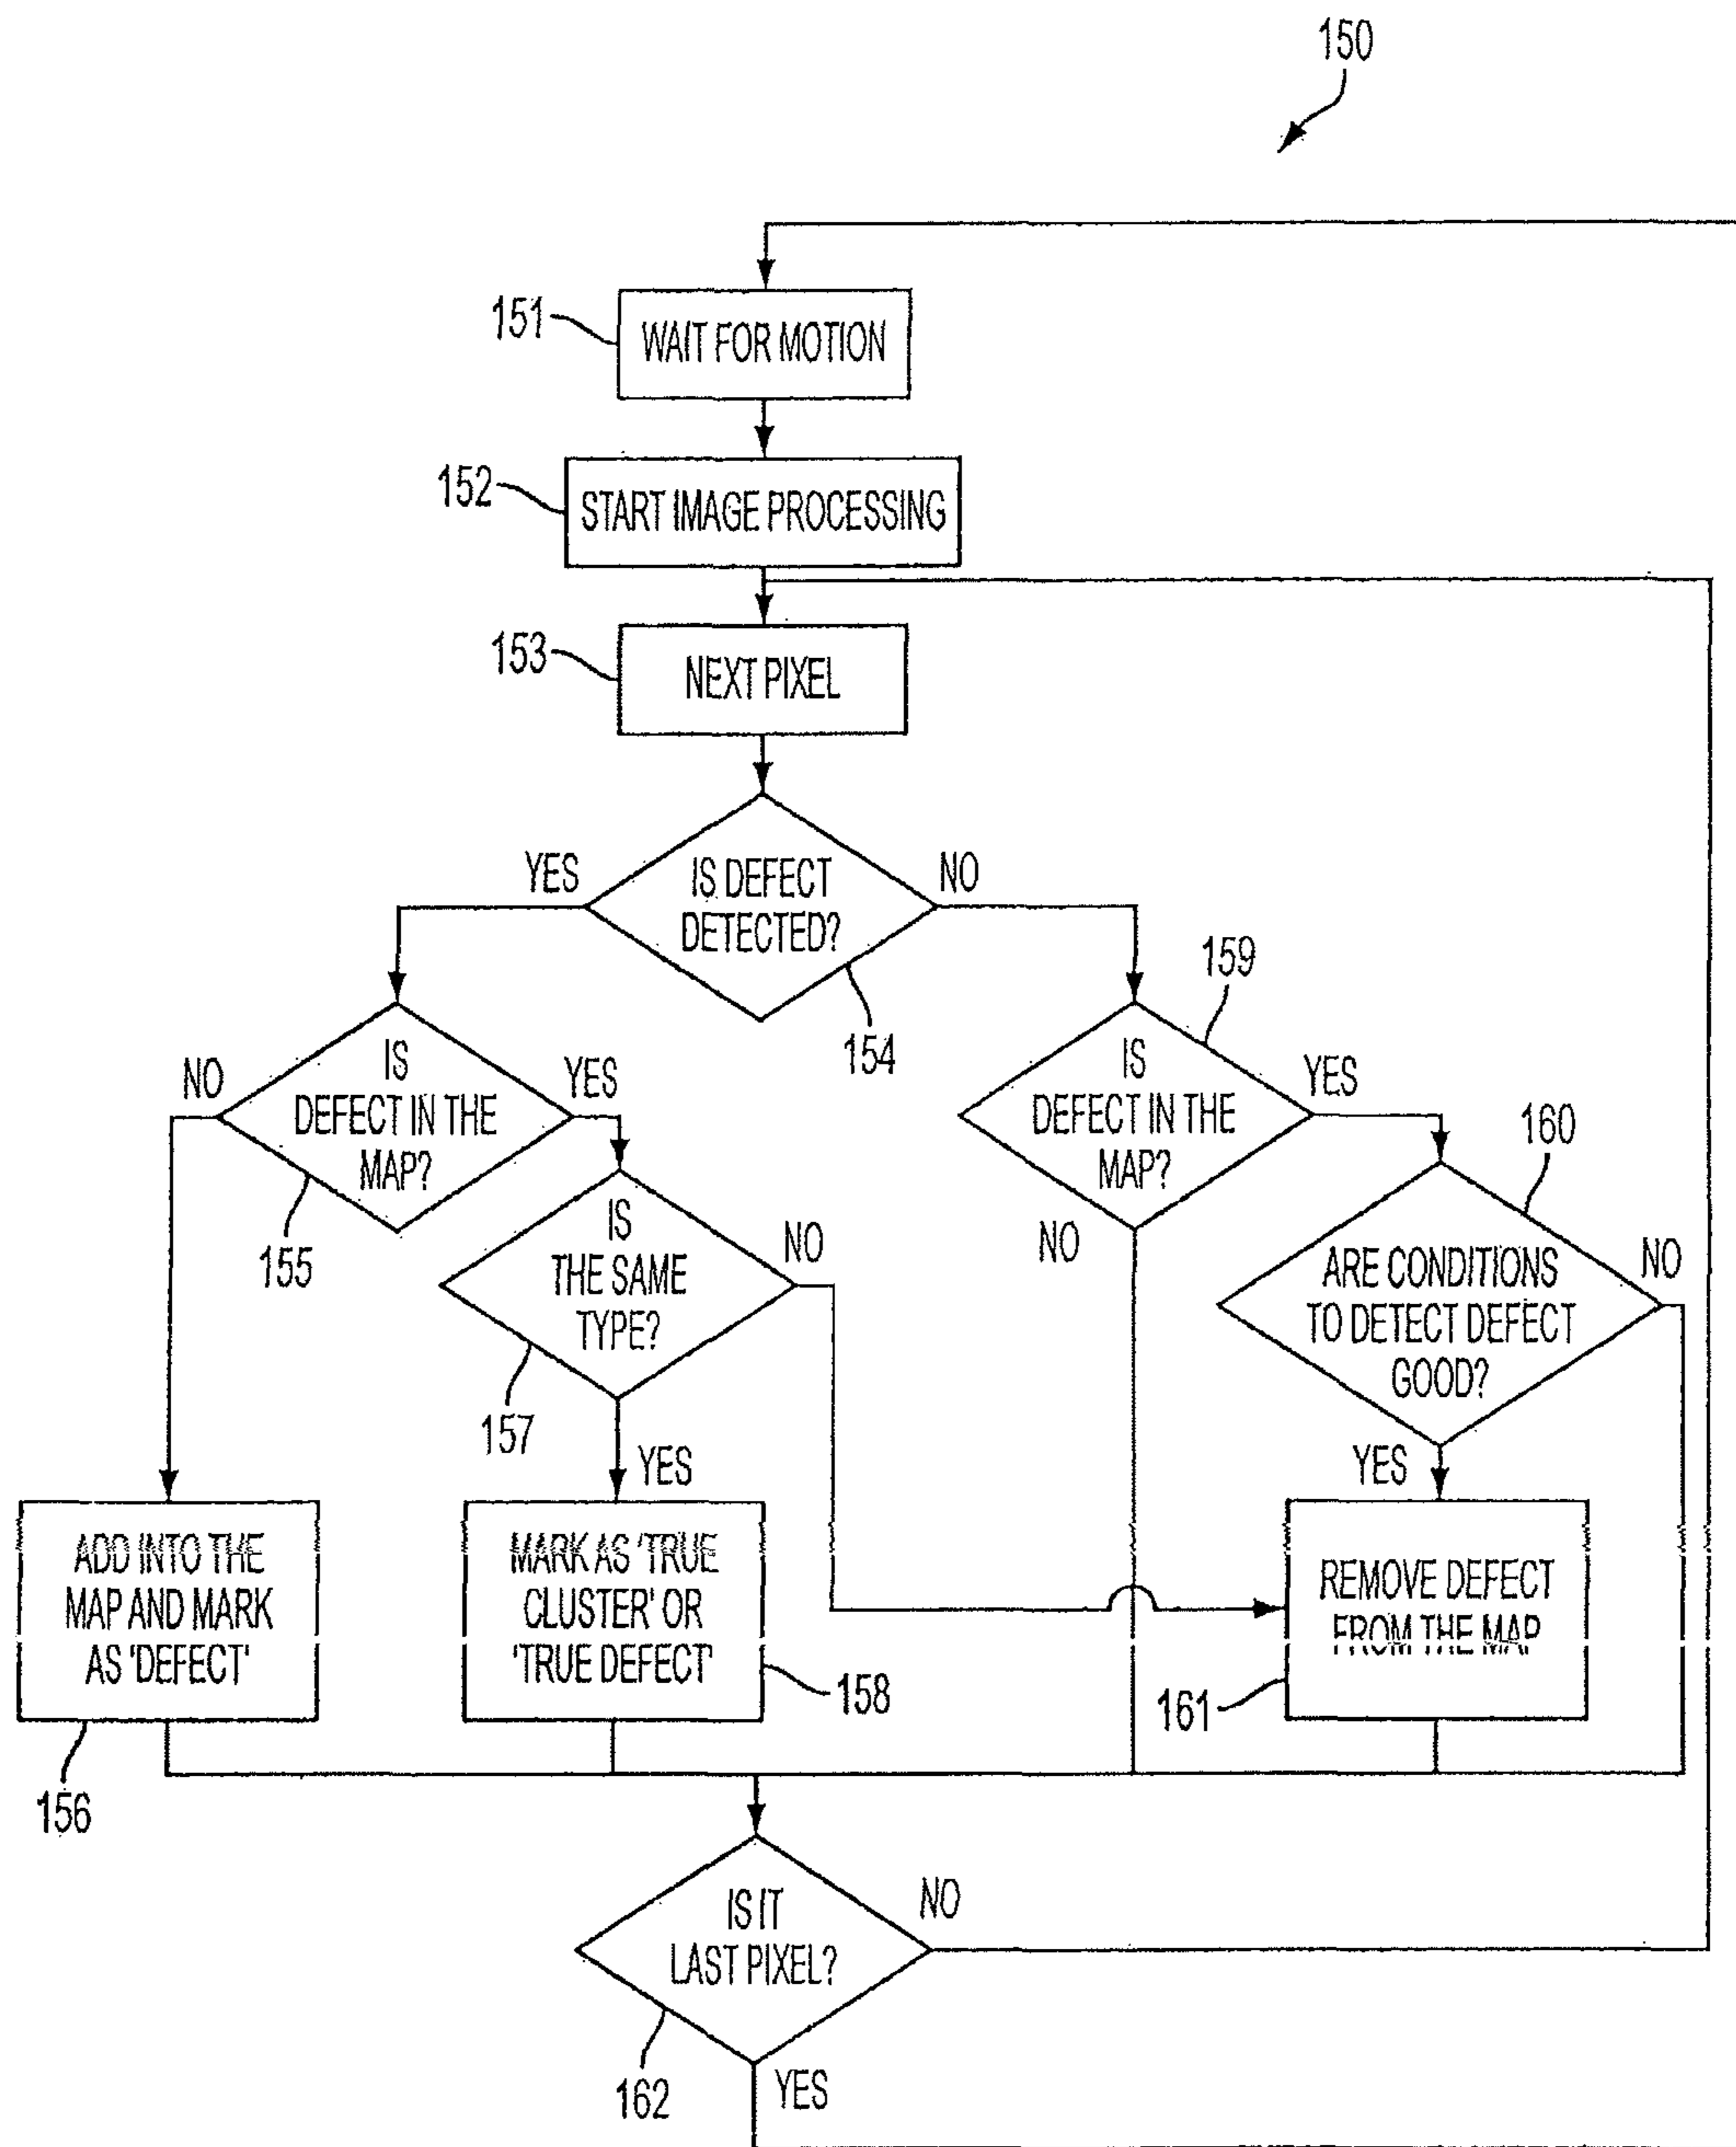 150
151
WAIT FOR MOTION
152
START IMAGE PROCESSING
153
NEXT PIXEL
YES
IS DEFECT
DETECTED?
NO
154
159
NO
IS
DEFECT IN THE
MAP?
YES
155
IS
DEFECT IN THE
MAP?
YES
NO
160
IS
THE SAME
TYPE?
NO
157
YES
ARE CONDITIONS
TO DETECT DEFECT
GOOD?
NO
YES
ADD INTO THE
MAP AND MARK
AS 'DEFECT'
156
MARK AS 'TRUE
CLUSTER' OR
'TRUE DEFECT'
158
REMOVE DEFECT
FROM THE MAP
161
IS IT
LAST PIXEL?
NO
162
YES